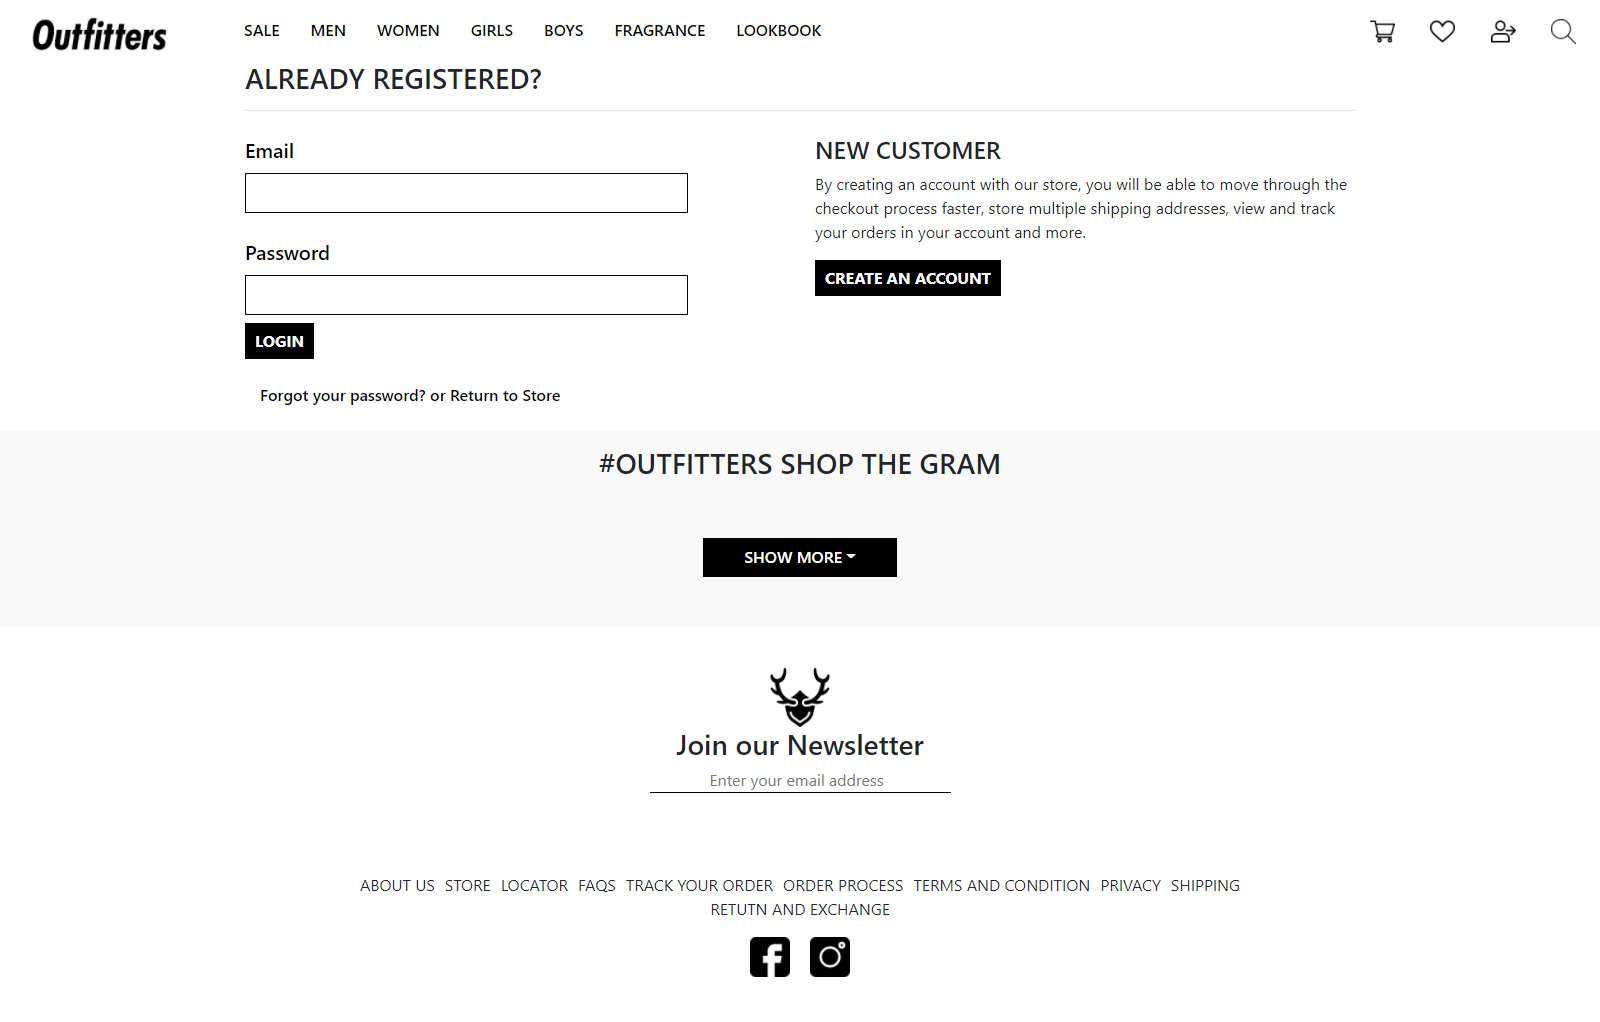 Outfitters
SALE MEN WOMEN GIRLS BOYS FRAGRANCE LOOKBOOK
ALREADY REGISTERED?
Email
Password
LOGIN
Forgot your password? or Return to Store
NEW CUSTOMER
By creating an account with our store, you will be able to move through the
checkout process faster, store multiple shipping addresses, view and track
your orders in your account and more.
CREATE AN ACCOUNT
#OUTFITTERS SHOP THE GRAM
SHOW MORE
Join our Newsletter
Enter your email address
ABOUT US STORE LOCATOR FAQS TRACK YOUR ORDER ORDER PROCESS TERMS AND CONDITION PRIVACY SHIPPING
RETUTN AND EXCHANGE